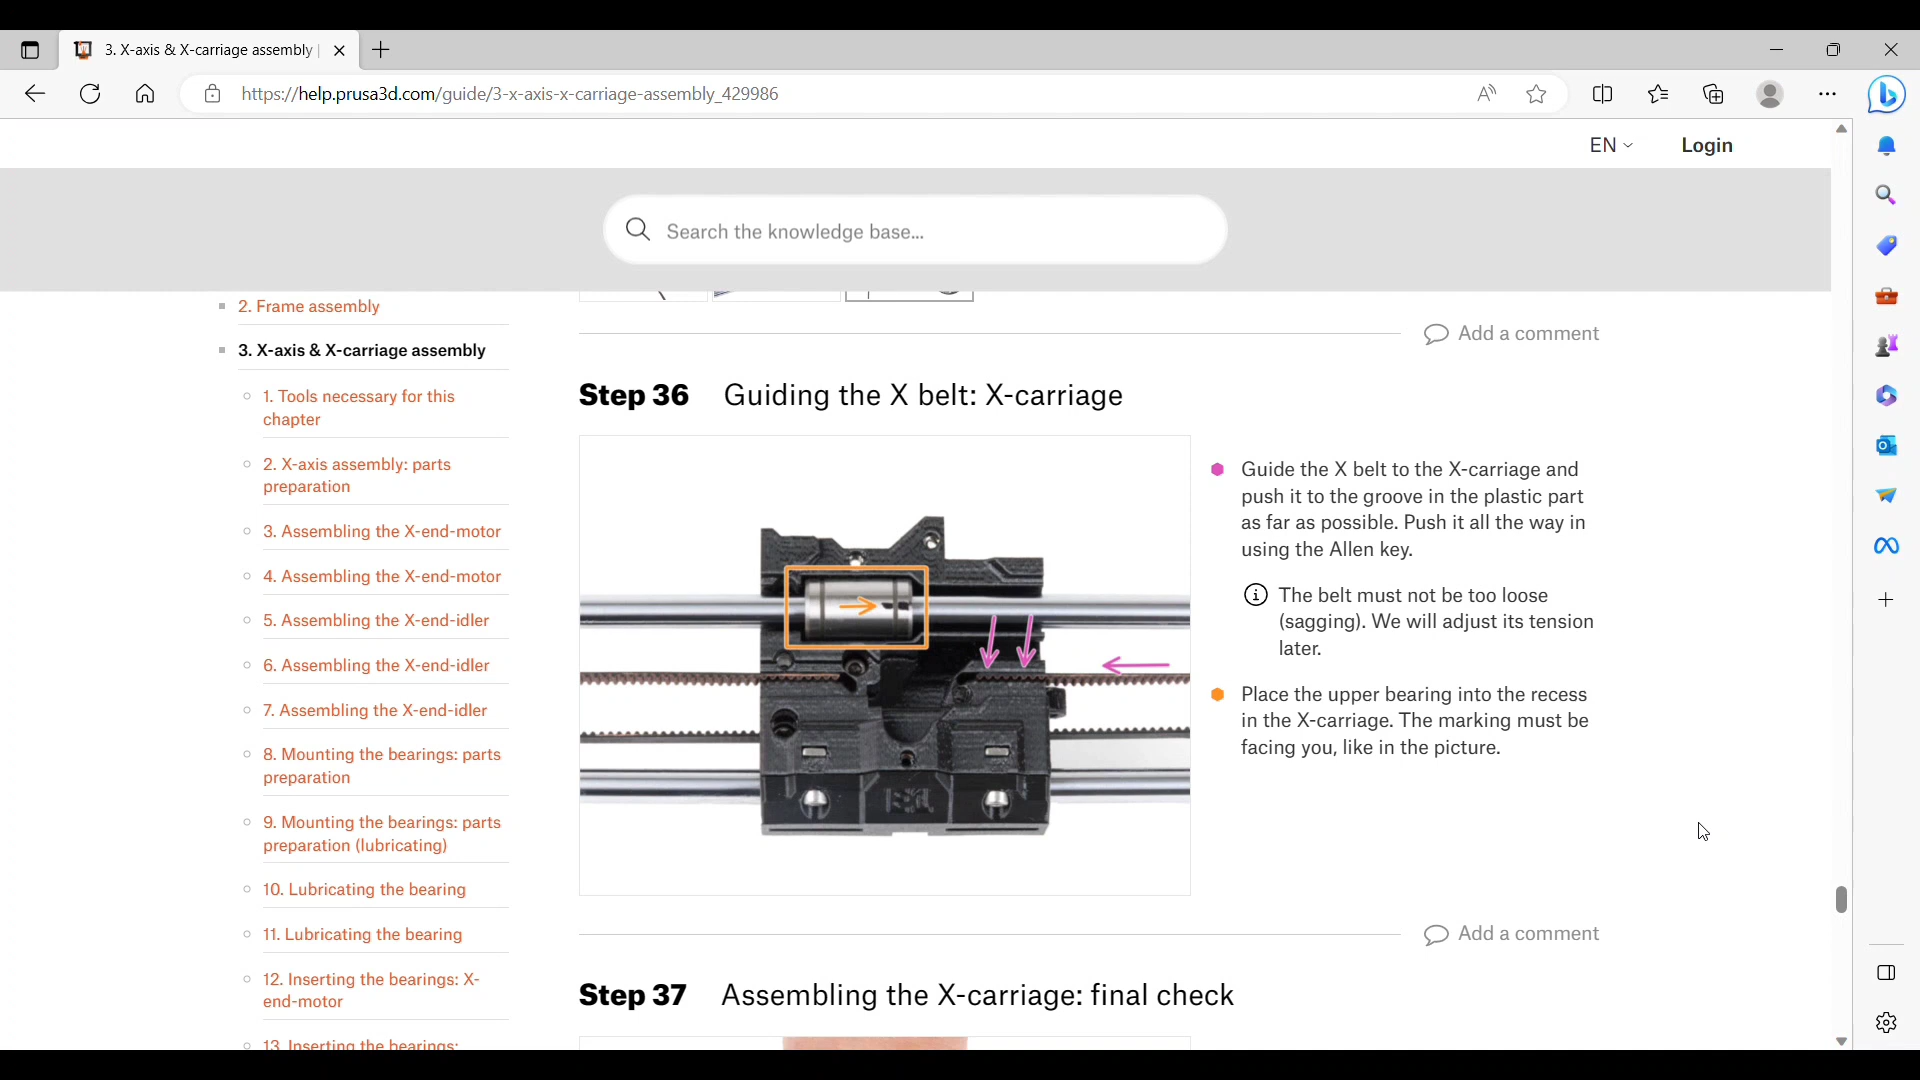 3. X-axis & X-carriage assembly |
https://help.prusa3d.com/guide/3-x-axis-x-carriage-assembly_429986
EN
Login
Search the knowledge base...
2. Frame assembly
3. X-axis & X-carriage assembly
1. Tools necessary for this
chapter
2. X-axis assembly: parts
preparation
3. Assembling the X-end-motor
4. Assembling the X-end-motor
5. Assembling the X-end-idler
6. Assembling the X-end-idler
7. Assembling the X-end-idler
8. Mounting the bearings: parts
preparation
9. Mounting the bearings: parts
preparation (lubricating)
10. Lubricating the bearing
11. Lubricating the bearing
12. Inserting the bearings: X-
end-motor
13. Inserting the bearings:
Add a comment
Step 36 Guiding the X belt: X-carriage
Guide the X belt to the X-carriage and
push it to the groove in the plastic part
as far as possible. Push it all the way in
using the Allen key.
The belt must not be too loose
(sagging). We will adjust its tension
later.
Place the upper bearing into the recess
in the X-carriage. The marking must be
facing you, like in the picture.
Add a comment
Step 37 Assembling the X-carriage: final check